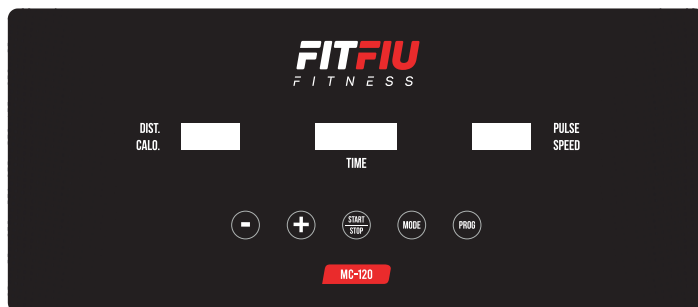 FITFIU
FITNESS
DIST.
CALO.
TIME
PULSE
SPEED
- + START STOP MODE PROG
MC-120